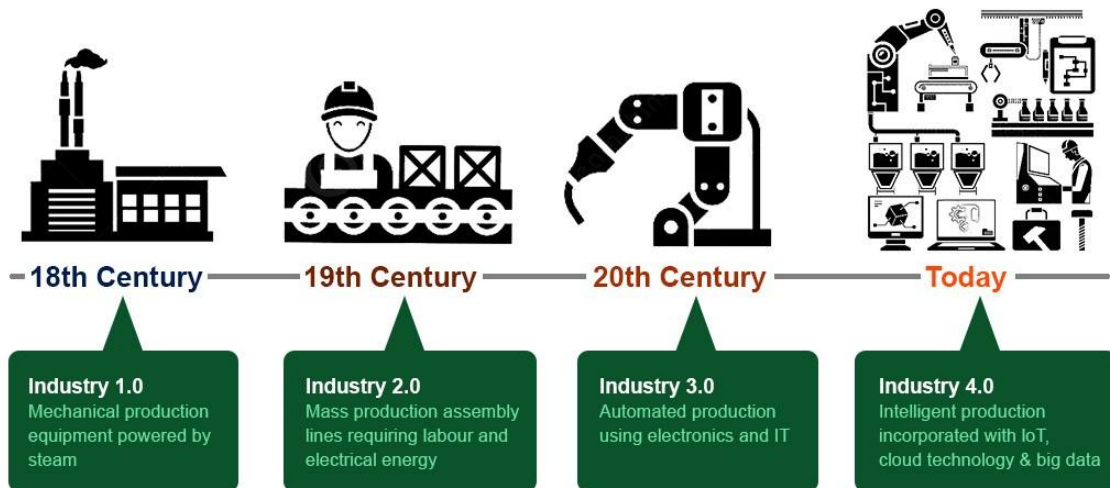 18th Century
19th Century
20th Century
Today
Industry 1.0
Mechanical production
equipment powered by
steam
Industry 2.0
Mass production assembly
lines requiring labour and
electrical energy
Industry 3.0
Automated production
using electronics and IT
Industry 4.0
Intelligent production
incorporated with IoT,
cloud technology & big data